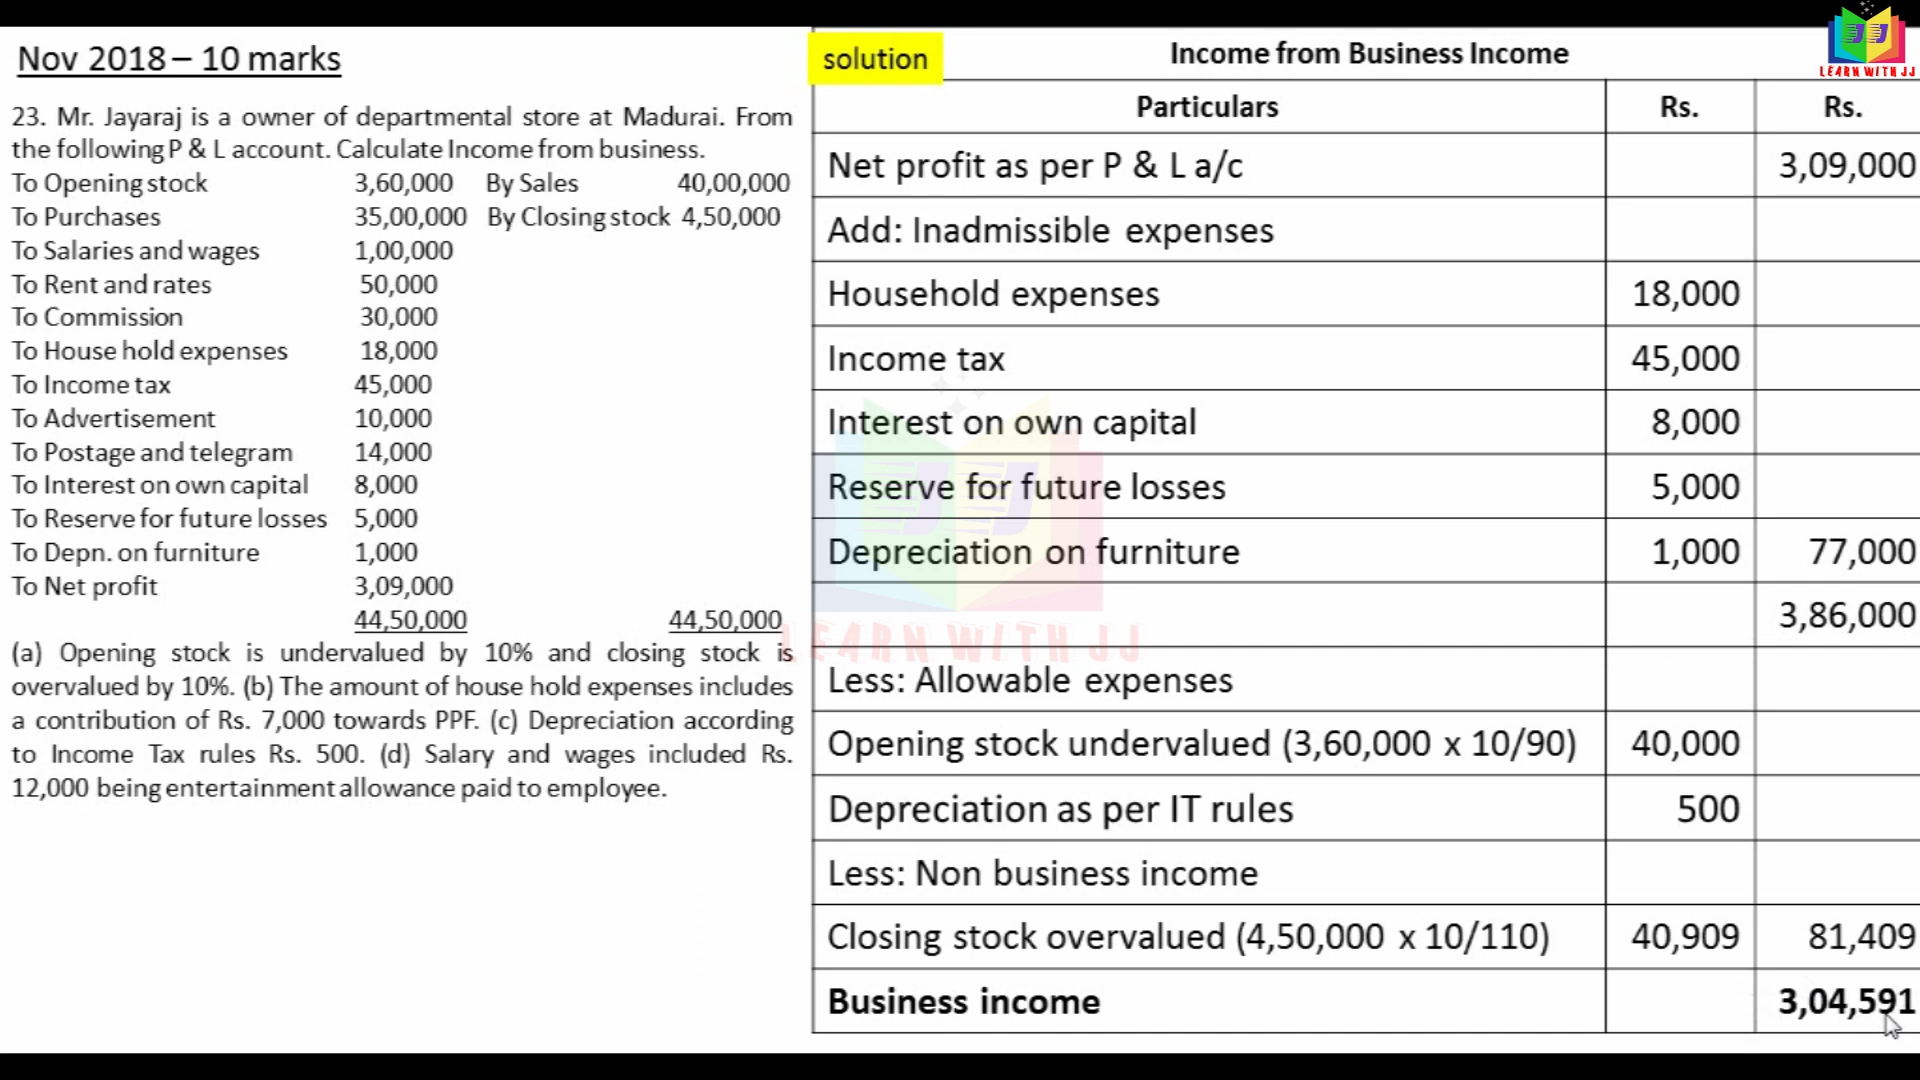 Nov 2018 – 10 marks
23. Mr. Jayaraj is a owner of departmental store at Madurai. From
the following P & L account. Calculate Income from business.
To Opening stock 3,60,000 By Sales 40,00,000
To Purchases 35,00,000 By Closing stock 4,50,000
To Salaries and wages 1,00,000
To Rent and rates 50,000
To Commission 30,000
To House hold expenses 18,000
To Income tax 45,000
To Advertisement 10,000
To Postage and telegram 14,000
To Interest on own capital 8,000
To Reserve for future losses 5,000
To Depn. on furniture 1,000
To Net profit 3,09,000
44,50,000 44,50,000
(a) Opening stock is undervalued by 10% and closing stock is
overvalued by 10%. (b) The amount of house hold expenses includes
a contribution of Rs. 7,000 towards PPF. (c) Depreciation according
to Income Tax rules Rs. 500. (d) Salary and wages included Rs.
12,000 being entertainment allowance paid to employee.
solution
Income from Business Income
Particulars Rs. Rs.
Net profit as per P & L a/c 3,09,000
Add: Inadmissible expenses
Household expenses 18,000
Income tax 45,000
Interest on own capital 8,000
Reserve for future losses 5,000
Depreciation on furniture 1,000 77,000
3,86,000
Less: Allowable expenses
Opening stock undervalued (3,60,000 x 10/90) 40,000
Depreciation as per IT rules 500
Less: Non business income
Closing stock overvalued (4,50,000 x 10/110) 40,909 81,409
Business income 3,04,591
JJ
LEARN WITH JJ
JJ
LEARN WITH JJ